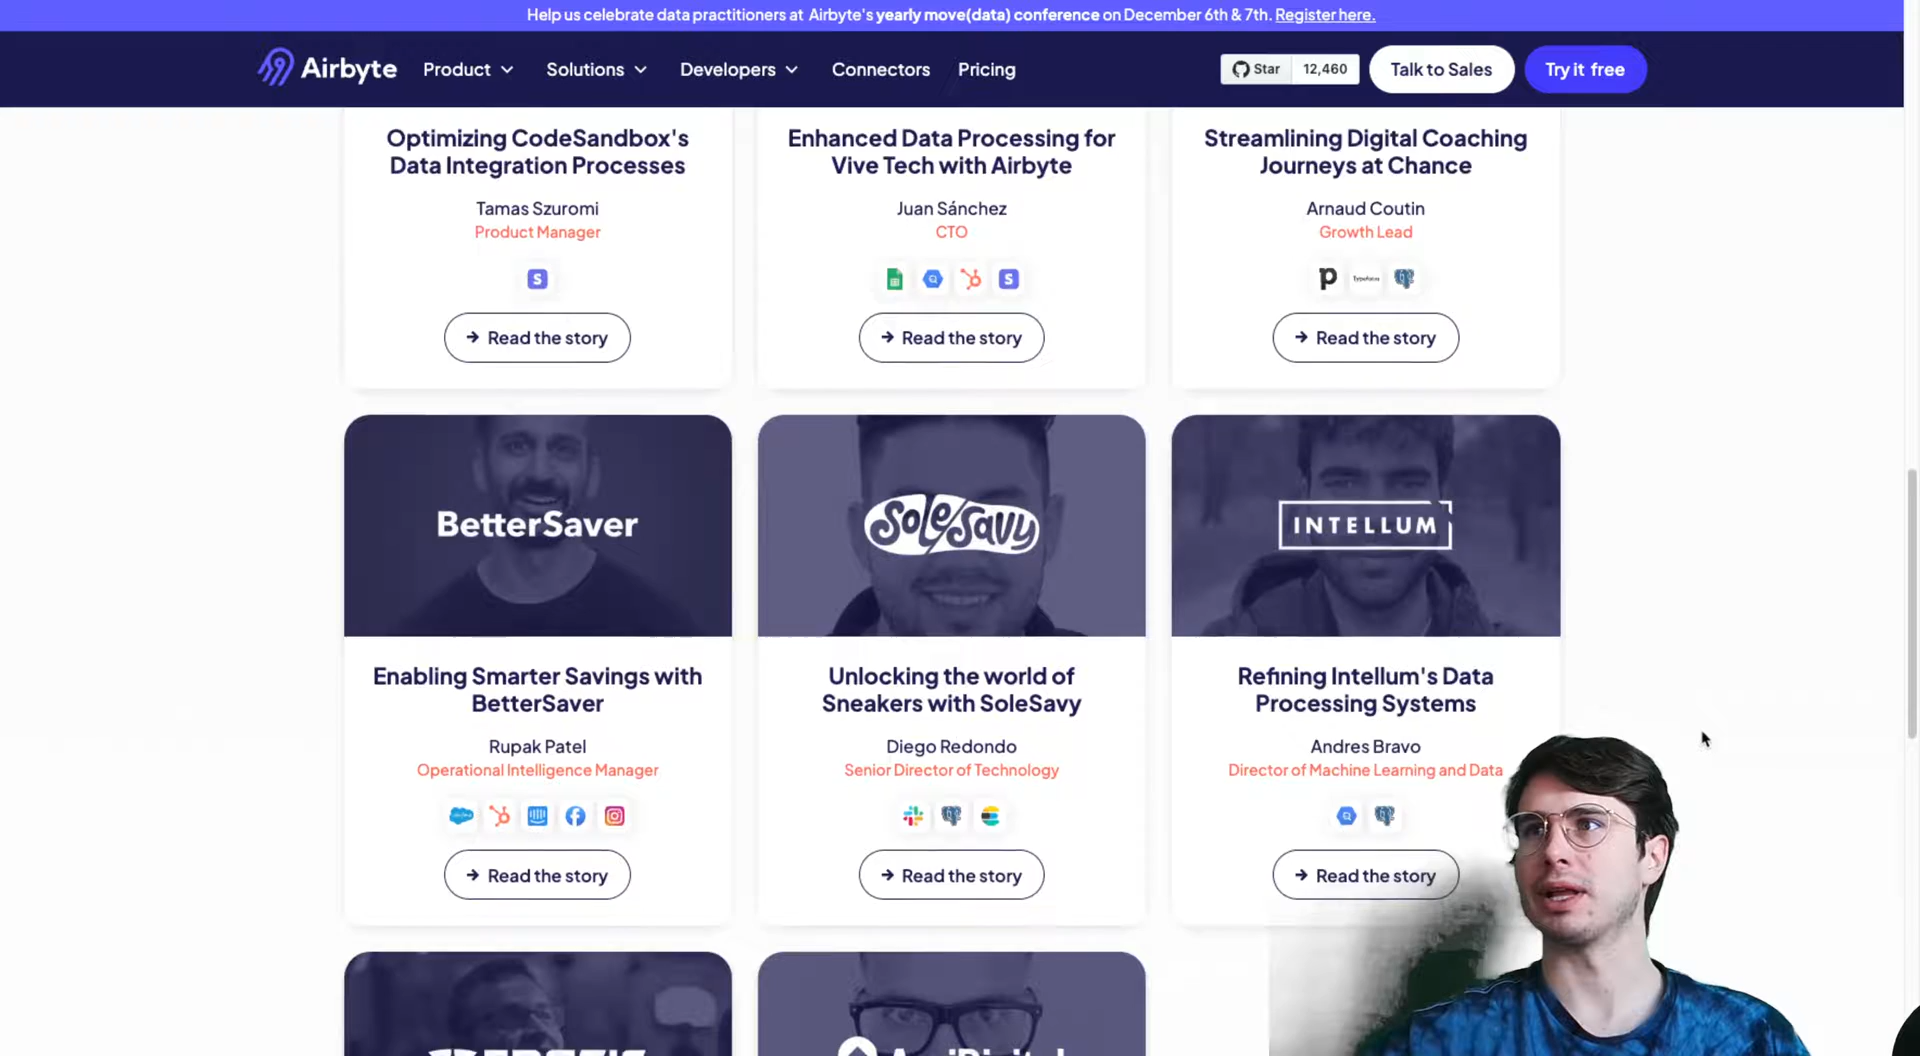 Help us celebrate data practitioners at Airbyte's yearly move(data) conference on December 6th & 7th. Register here.
Airbyte
Product
Solutions
Developers
Connectors
Pricing
Star
12,460
Talk to Sales
Try it free
Optimizing CodeSandbox's
Data Integration Processes
Tamas Szuromi
Product Manager
S
Read the story
Enhanced Data Processing for
Vive Tech with Airbyte
Juan Sánchez
CTO
S
Read the story
Streamlining Digital Coaching
Journeys at Chance
Arnaud Coutin
Growth Lead
p
Typeform
Read the story
BetterSaver
Enabling Smarter Savings with
BetterSaver
Rupak Patel
Operational Intelligence Manager
Read the story
SoleSavy
Unlocking the world of
Sneakers with SoleSavy
Diego Redondo
Senior Director of Technology
Read the story
INTELLUM
Refining Intellum's Data
Processing Systems
Andres Bravo
Director of Machine Learning and Data
Read the story